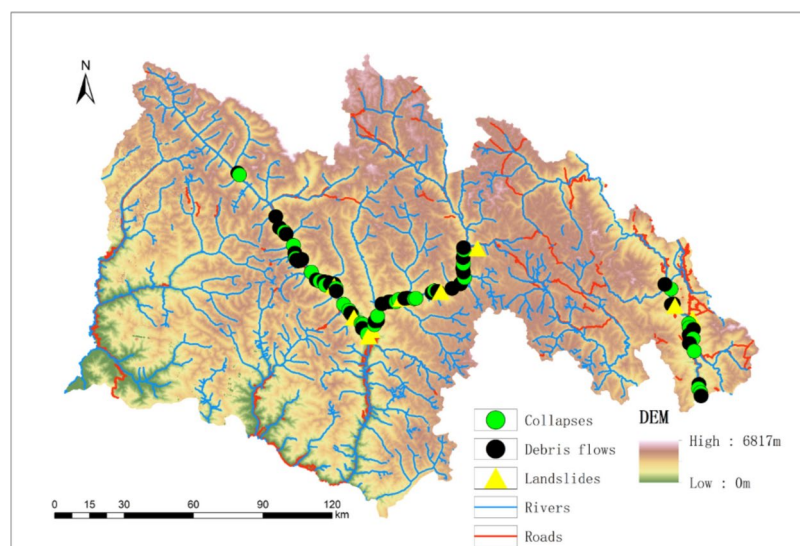 N
Collapses
Debris flows
Landslides
Rivers
Roads
DEM
High : 6817m
Low : 0m
0 15 30 60 90 120
km